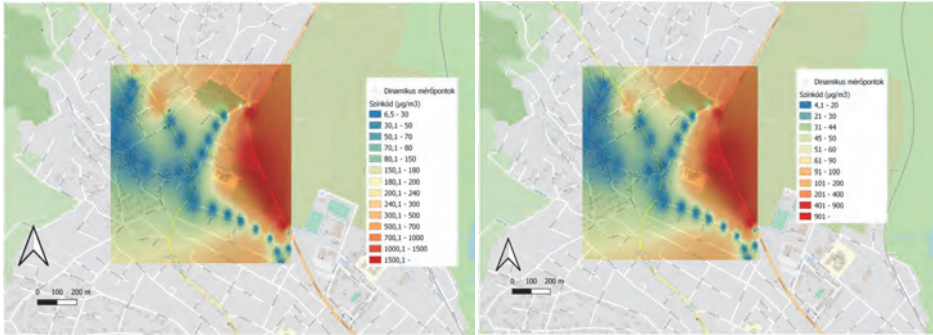 Dinamikus mérőpontok
Színkód (µg/m3)
6,5 - 30
30,1 - 50
50,1 - 70
70,1 - 80
80,1 - 150
150,1 - 180
180,1 - 200
200,1 - 240
240,1 - 300
300,1 - 500
500,1 - 700
700,1 - 1000
1000,1 - 1500
1500,1 -
0 100 200 m
Dinamikus mérőpontok
Színkód (µg/m3)
4,1 - 20
21 - 30
31 - 44
45 - 50
51 - 60
61 - 90
91 - 100
101 - 200
201 - 400
401 - 900
901 -
0 100 200 m